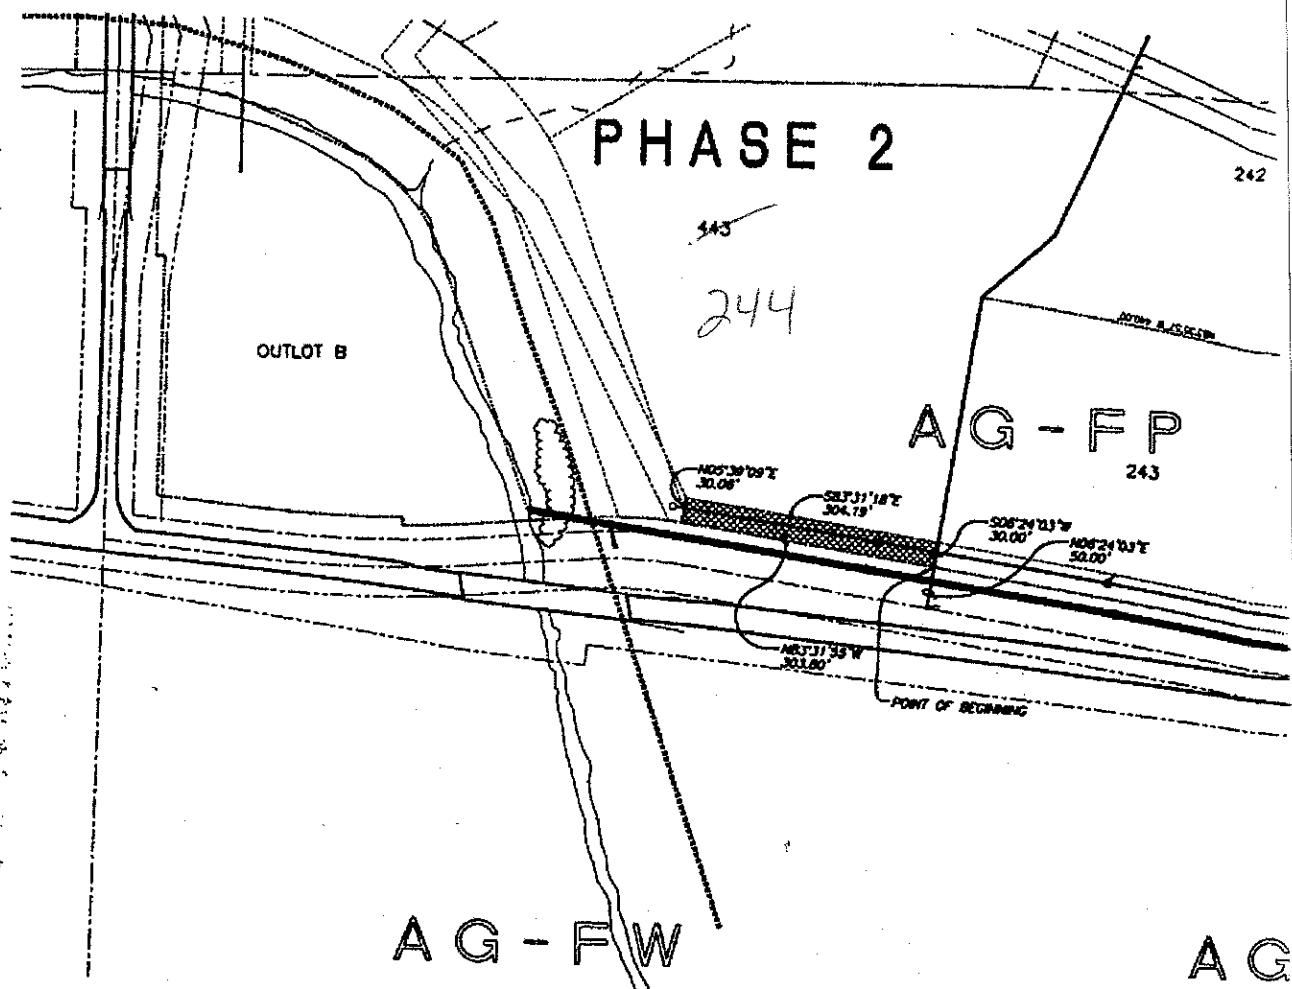 PHASE 2
242
443
244
OUTLOT B
AG-FP
243
N05°39'09"E
30.06'
S83°31'18"E
304.19'
S06°24'03"W
30.00'
N06°24'03"E
50.00'
N83°31'55"W
303.80'
POINT OF BEGINNING
AG-FW
AG